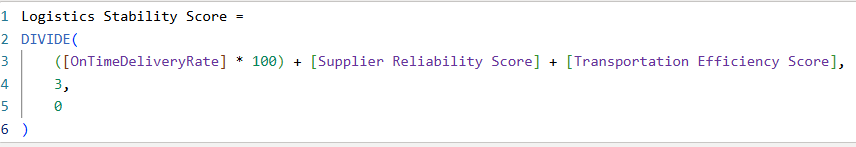 1 Logistics Stability Score =
2 DIVIDE(
3 ([OnTimeDeliveryRate] * 100) + [Supplier Reliability Score] + [Transportation Efficiency Score],
4 3,
5 0
6 )